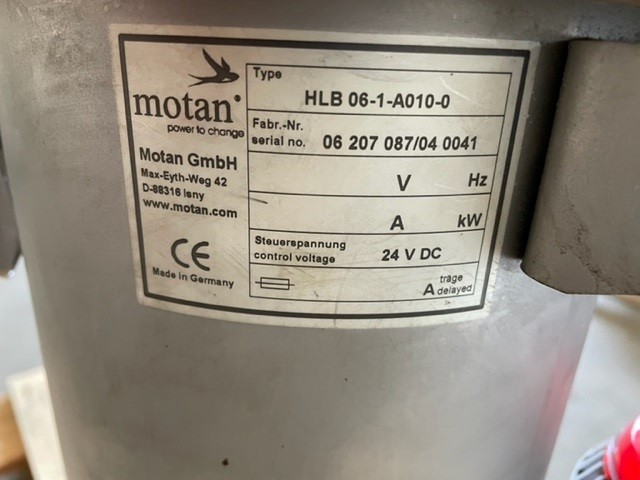 motan®
power to change
Motan GmbH
Max-Eyth-Weg 42
D-88316 Isny
www.motan.com
CE
Made in Germany
Type
HLB 06-1-A010-0
Fabr.-Nr.
serial no. 06 207 087/04 0041
V Hz
A kW
Steuerspannung
control voltage 24 V DC
A träge
delayed